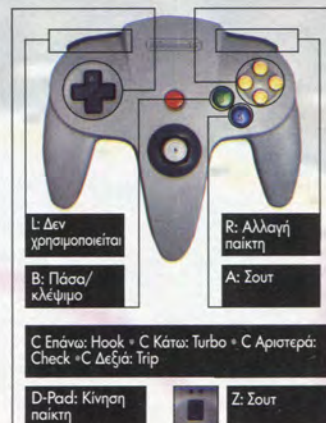 Nintendo
L: Δεν
χρησιμοποιείται
R: Αλλαγή
παίκτη
B: Πάσα/
κλέψιμο
A: Σουτ
C Επάνω: Hook • C Κάτω: Turbo • C Αριστερά:
Check • C Δεξιά: Trip
D-Pad: Κίνηση
παίκτη
Z: Σουτ